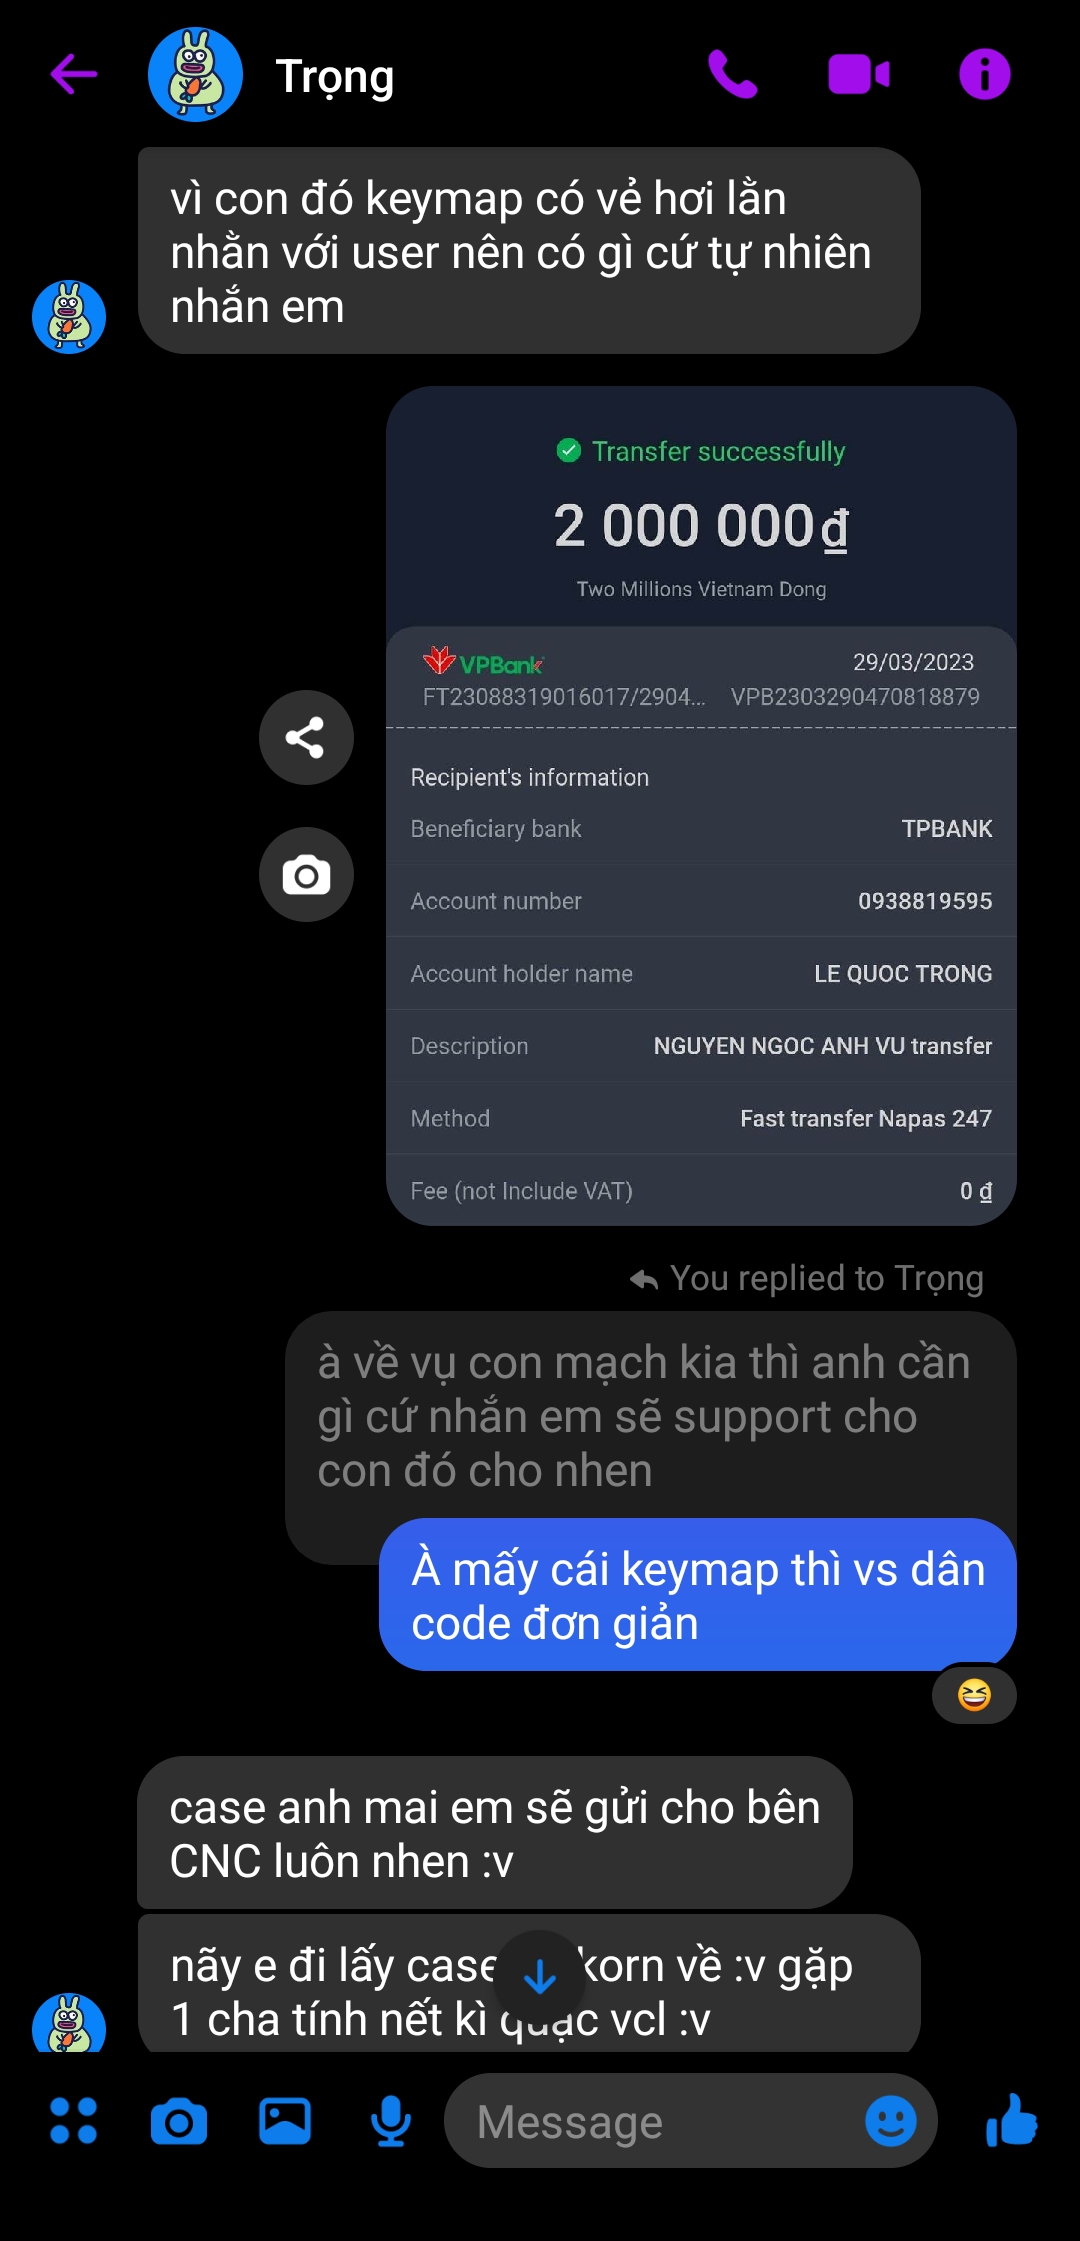 Trọng
vì con đó keymap có vẻ hơi lằn
nhằn với user nên có gì cứ tự nhiên
nhắn em
Transfer successfully
2 000 000₫
Two Millions Vietnam Dong
VPBank
29/03/2023
FT23088319016017/2904...
VPB2303290470818879
Recipient's information
Beneficiary bank
TPBANK
Account number
0938819595
Account holder name
LE QUOC TRONG
Description
NGUYEN NGOC ANH VU transfer
Method
Fast transfer Napas 247
Fee (not Include VAT)
0 ₫
You replied to Trọng
à về vụ con mạch kia thì anh cần
gì cứ nhắn em sẽ support cho
con đó cho nhen
À mấy cái keymap thì vs dân
code đơn giản
case anh mai em sẽ gửi cho bên
CNC luôn nhen :v
nãy e đi lấy case korn về :v gặp
1 cha tính nết kì quạc vcl :v
Message